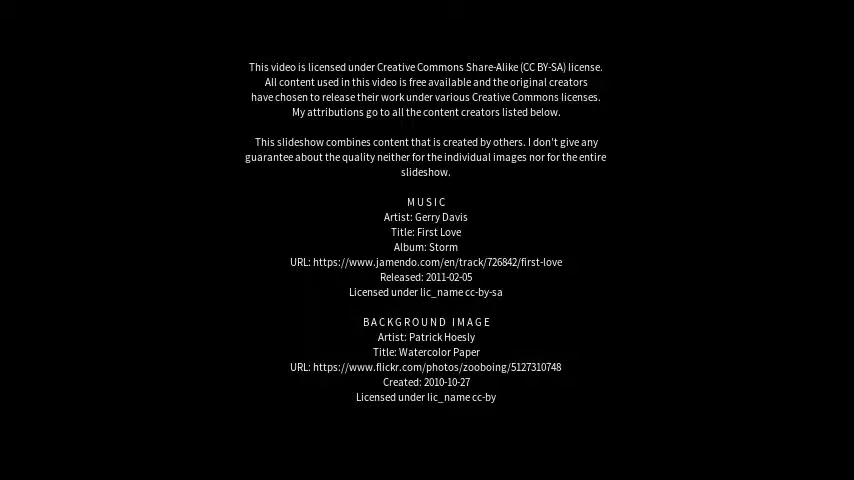 This video is licensed under Creative Commons Share-Alike (CC BY-SA) license.
All content used in this video is free available and the original creators
have chosen to release their work under various Creative Commons licenses.
My attributions go to all the content creators listed below.
This slideshow combines content that is created by others. I don't give any
guarantee about the quality neither for the individual images nor for the entire
slideshow.
MUSIC
Artist: Gerry Davis
Title: First Love
Album: Storm
URL: https://www.jamendo.com/en/track/726842/first-love
Released: 2011-02-05
Licensed under lic_name cc-by-sa
BACKGROUND IMAGE
Artist: Patrick Hoesly
Title: Watercolor Paper
URL: https://www.flickr.com/photos/zooboing/5127310748
Created: 2010-10-27
Licensed under lic_name cc-by